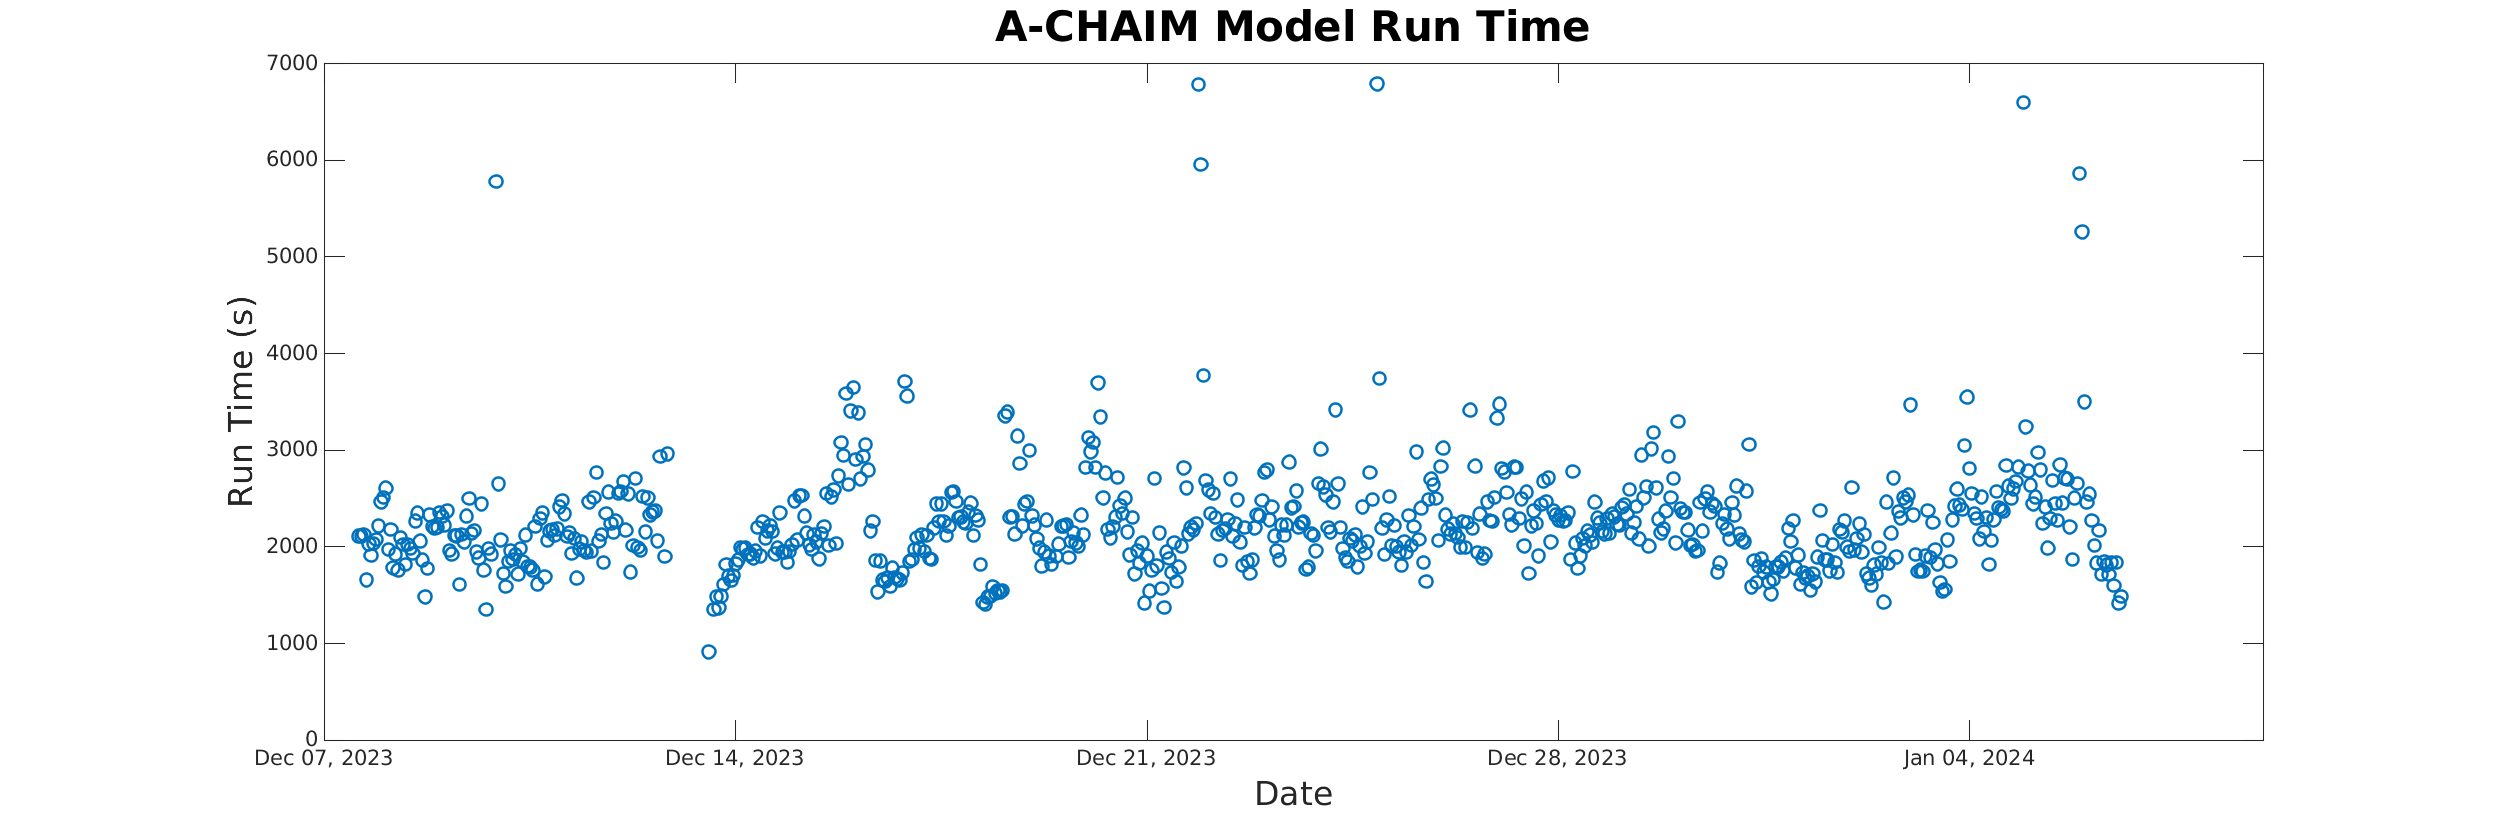 A-CHAIM Model Run Time
7000
6000
5000
4000
3000
2000
1000
0
Run Time (s)
Dec 07, 2023 Dec 14, 2023 Dec 21, 2023 Dec 28, 2023 Jan 04, 2024
Date